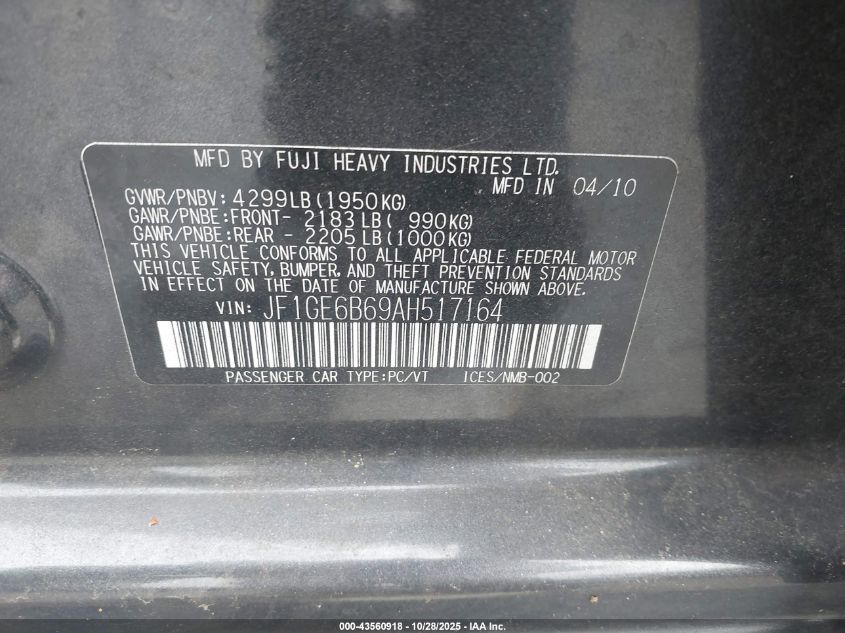 MFD BY FUJI HEAVY INDUSTRIES LTD.
MFD IN 04/10
GVWR/PNBV: 4299LB(1950KG)
GAWR/PNBE:FRONT- 2183LB( 990KG)
GAWR/PNBE:REAR - 2205LB(1000KG)
THIS VEHICLE CONFORMS TO ALL APPLICABLE FEDERAL MOTOR
VEHICLE SAFETY, BUMPER, AND THEFT PREVENTION STANDARDS
IN EFFECT ON THE DATE OF MANUFACTURE SHOWN ABOVE.
VIN: JF1GE6B69AH517164
PASSENGER CAR TYPE:PC/VT ICES/NMB-002
000-43560918 - 10/28/2025 - IAA Inc.